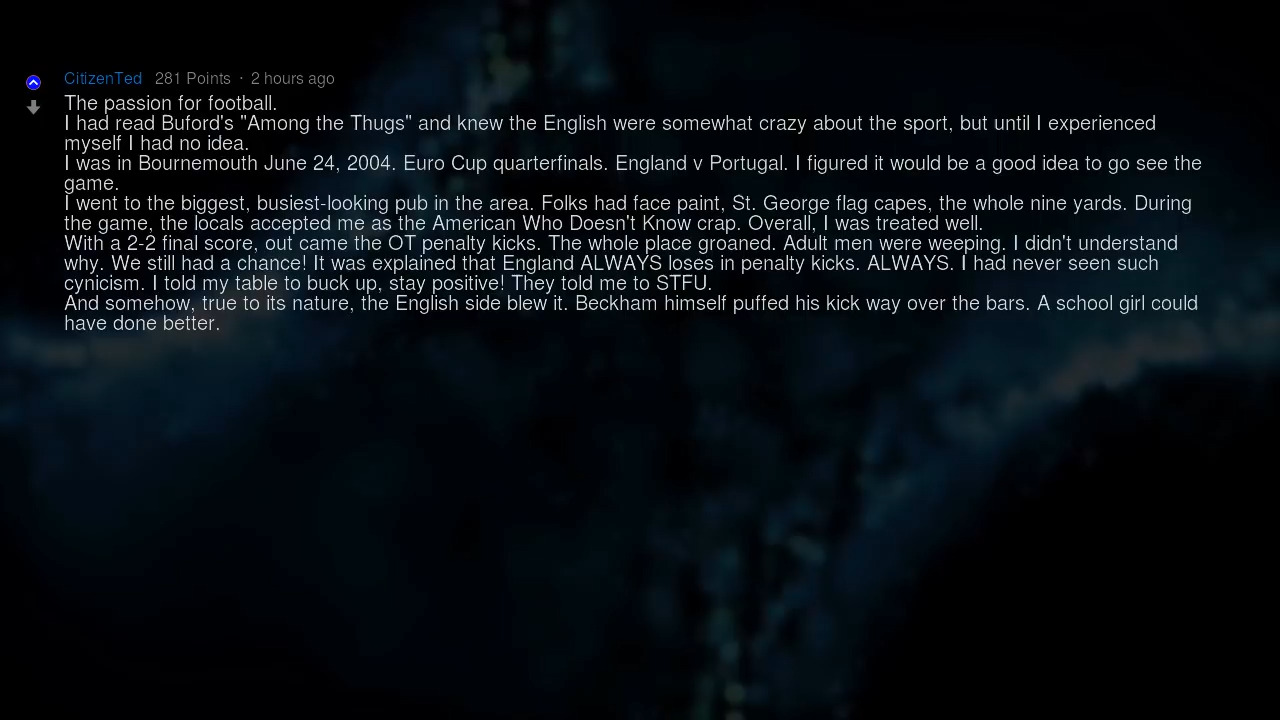 CitizenTed 281 Points · 2 hours ago
The passion for football.
I had read Buford's "Among the Thugs" and knew the English were somewhat crazy about the sport, but until I experienced
myself I had no idea.
I was in Bournemouth June 24, 2004. Euro Cup quarterfinals. England v Portugal. I figured it would be a good idea to go see the
game.
I went to the biggest, busiest-looking pub in the area. Folks had face paint, St. George flag capes, the whole nine yards. During
the game, the locals accepted me as the American Who Doesn't Know crap. Overall, I was treated well.
With a 2-2 final score, out came the OT penalty kicks. The whole place groaned. Adult men were weeping. I didn't understand
why. We still had a chance! It was explained that England ALWAYS loses in penalty kicks. ALWAYS. I had never seen such
cynicism. I told my table to buck up, stay positive! They told me to STFU.
And somehow, true to its nature, the English side blew it. Beckham himself puffed his kick way over the bars. A school girl could
have done better.